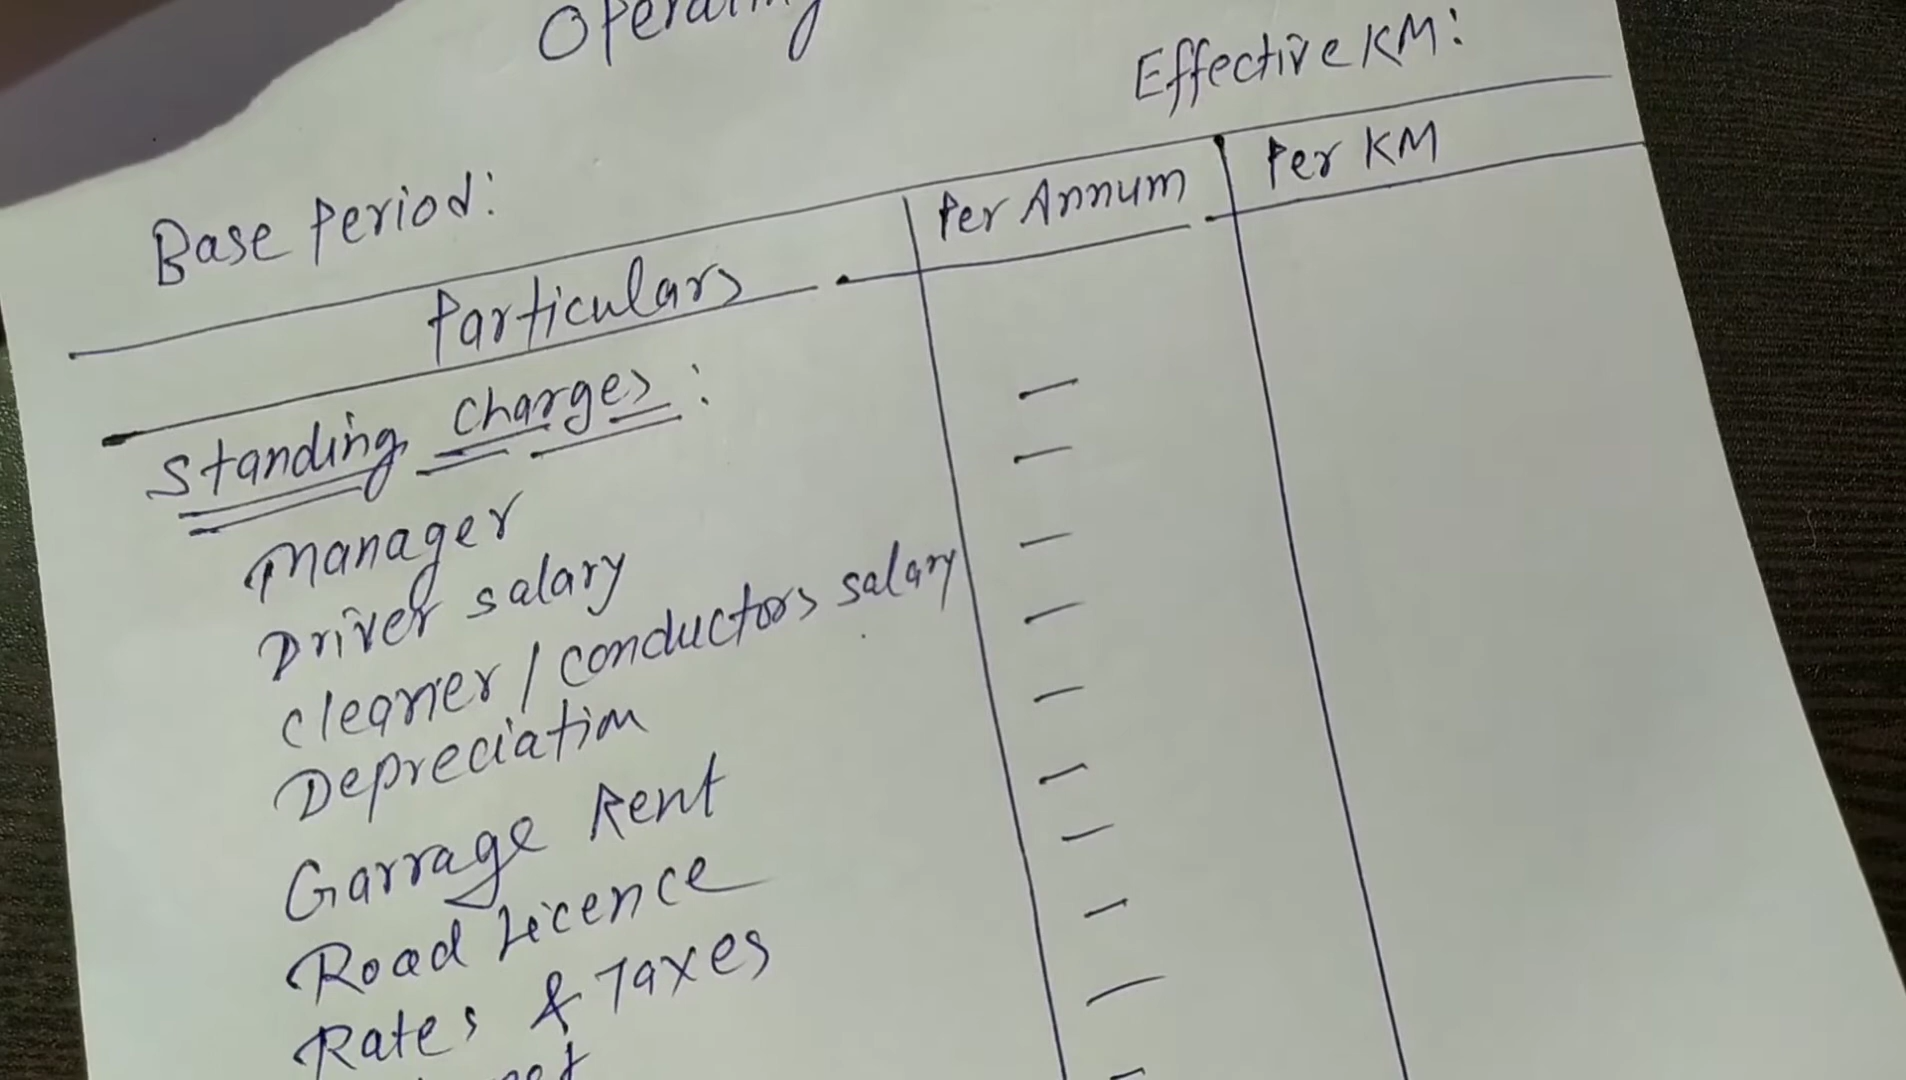 Operating
Effective KM:
Base Period:
Particulars
Per Annum
Per KM
Standing charges:
Manager
Driver salary
cleaner / conductors salary
Depreciation
Garrage Rent
Road Licence
Rates & Taxes